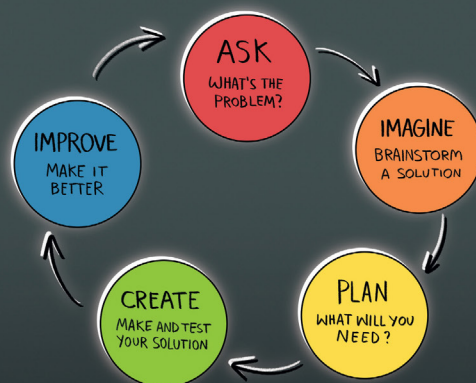 ASK
WHAT'S THE
PROBLEM?
IMAGINE
BRAINSTORM
A SOLUTION
PLAN
WHAT WILL YOU
NEED?
CREATE
MAKE AND TEST
YOUR SOLUTION
IMPROVE
MAKE IT
BETTER